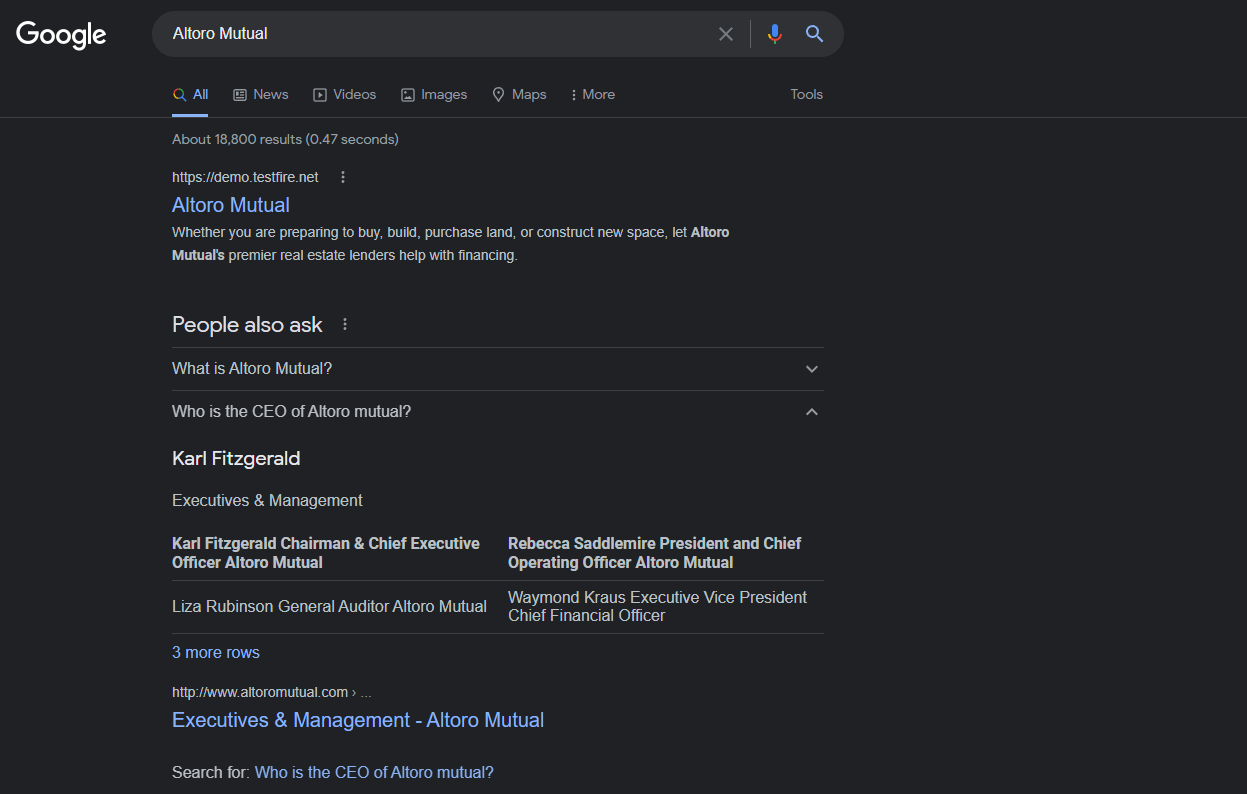 Google
Altoro Mutual
All
News
Videos
Images
Maps
More
Tools
About 18,800 results (0.47 seconds)
https://demo.testfire.net
Altoro Mutual
Whether you are preparing to buy, build, purchase land, or construct new space, let Altoro
Mutual's premier real estate lenders help with financing.
People also ask
What is Altoro Mutual?
Who is the CEO of Altoro mutual?
Karl Fitzgerald
Executives & Management
Karl Fitzgerald Chairman & Chief Executive
Officer Altoro Mutual
Rebecca Saddlemire President and Chief
Operating Officer Altoro Mutual
Liza Rubinson General Auditor Altoro Mutual
Waymond Kraus Executive Vice President
Chief Financial Officer
3 more rows
http://www.altoromutual.com › ...
Executives & Management - Altoro Mutual
Search for: Who is the CEO of Altoro mutual?